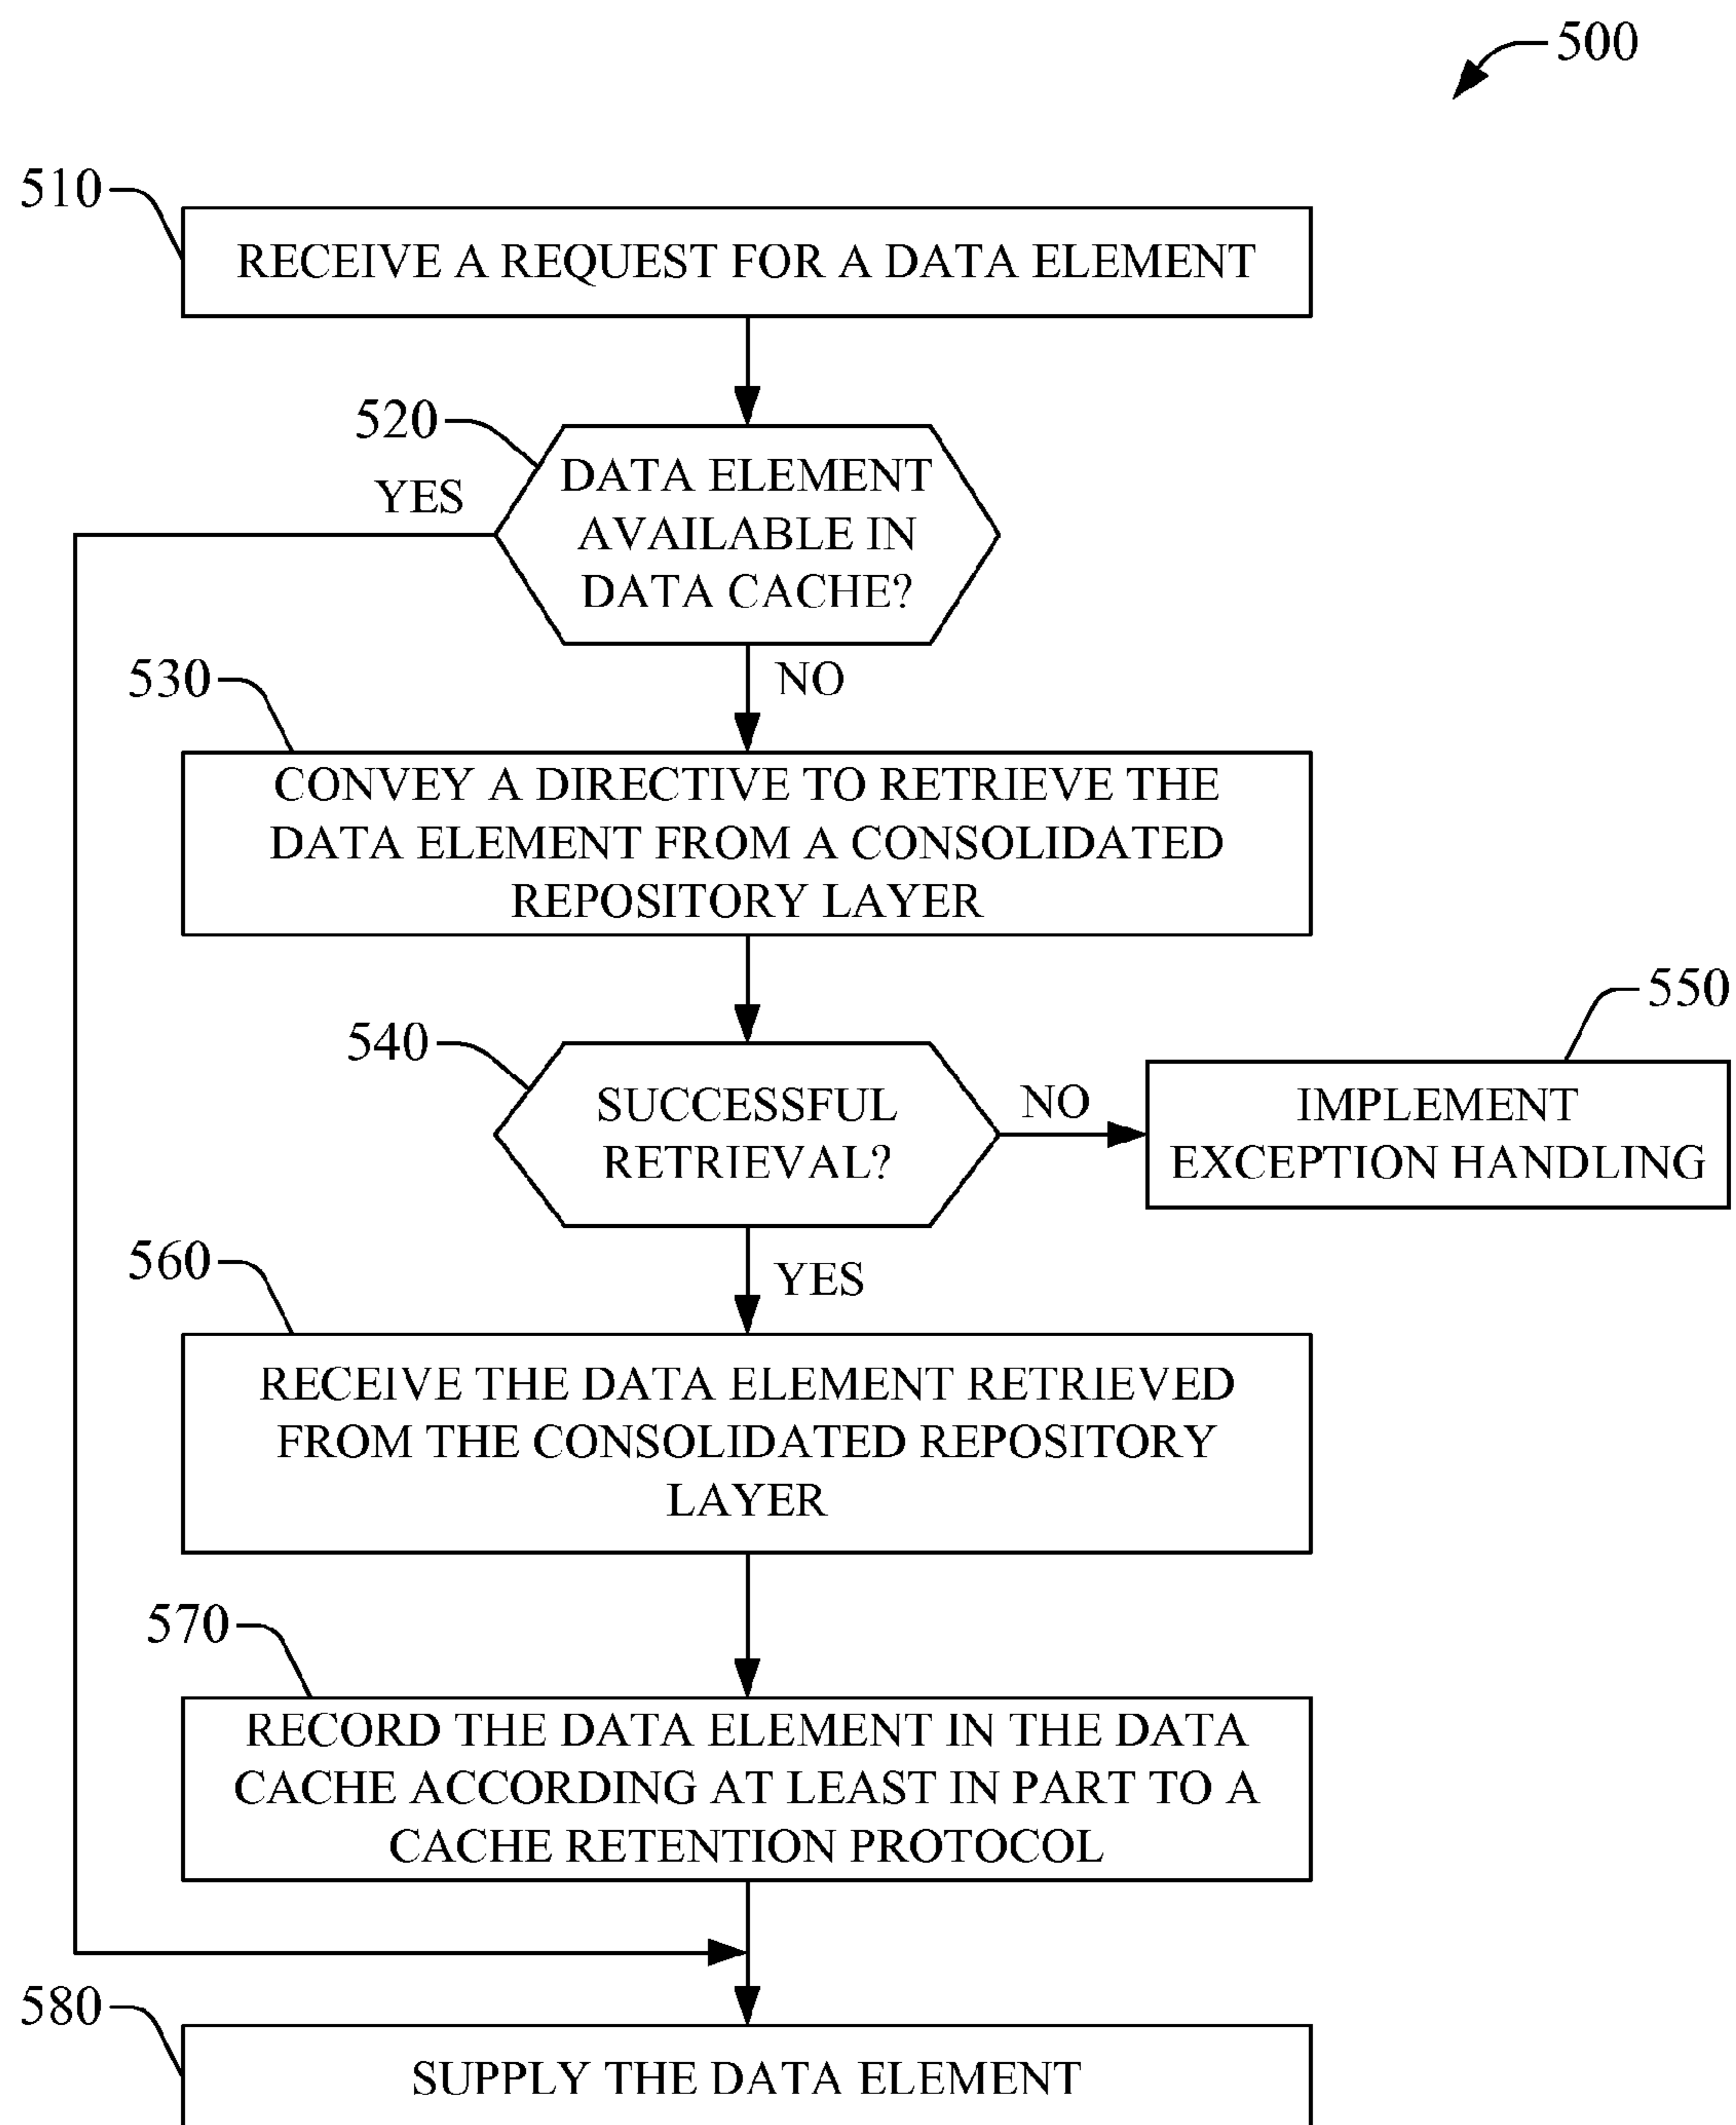 500
510
RECEIVE A REQUEST FOR A DATA ELEMENT
520
YES
DATA ELEMENT
AVAILABLE IN
DATA CACHE?
NO
530
CONVEY A DIRECTIVE TO RETRIEVE THE
DATA ELEMENT FROM A CONSOLIDATED
REPOSITORY LAYER
540
SUCCESSFUL
RETRIEVAL?
NO
550
IMPLEMENT
EXCEPTION HANDLING
YES
560
RECEIVE THE DATA ELEMENT RETRIEVED
FROM THE CONSOLIDATED REPOSITORY
LAYER
570
RECORD THE DATA ELEMENT IN THE DATA
CACHE ACCORDING AT LEAST IN PART TO A
CACHE RETENTION PROTOCOL
580
SUPPLY THE DATA ELEMENT